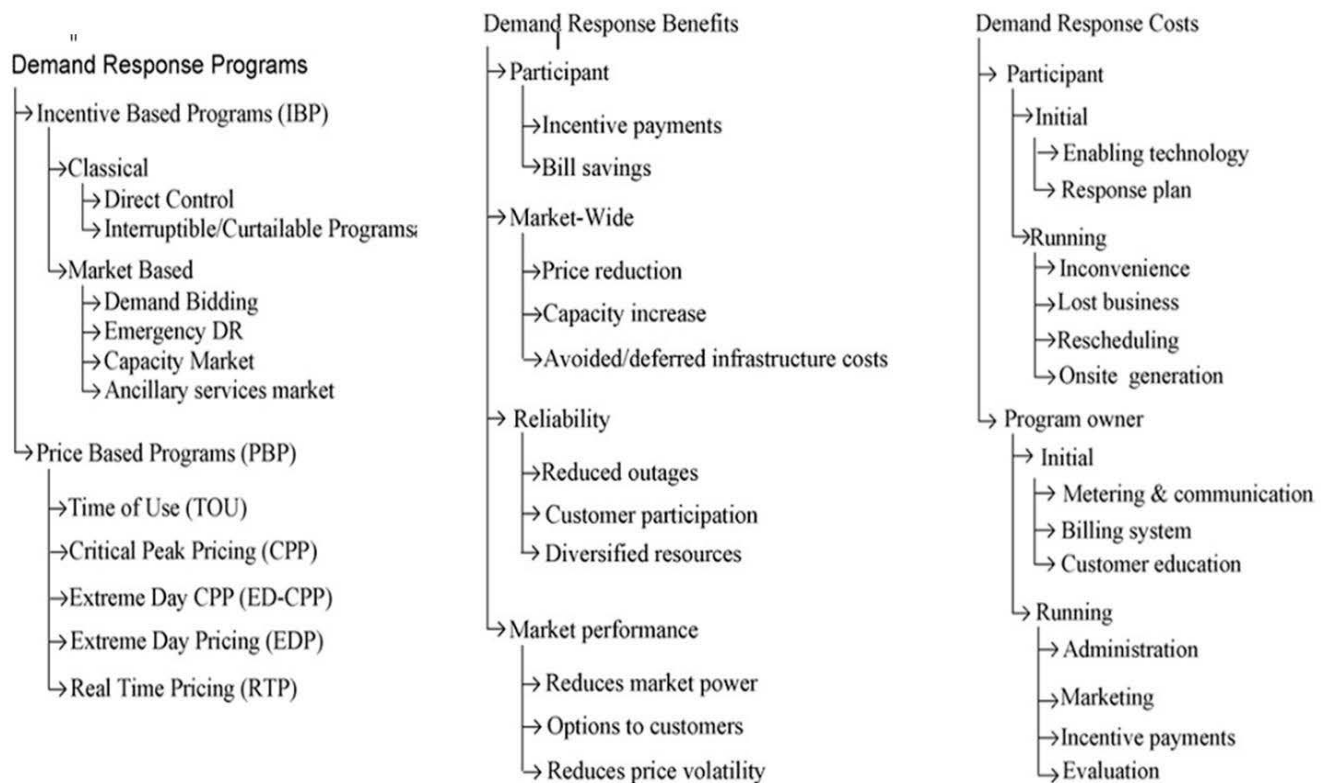 "
Demand Response Programs
Incentive Based Programs (IBP)
Classical
Direct Control
Interruptible/Curtailable Programs
Market Based
Demand Bidding
Emergency DR
Capacity Market
Ancillary services market
Price Based Programs (PBP)
Time of Use (TOU)
Critical Peak Pricing (CPP)
Extreme Day CPP (ED-CPP)
Extreme Day Pricing (EDP)
Real Time Pricing (RTP)
Demand Response Benefits
Participant
Incentive payments
Bill savings
Market-Wide
Price reduction
Capacity increase
Avoided/deferred infrastructure costs
Reliability
Reduced outages
Customer participation
Diversified resources
Market performance
Reduces market power
Options to customers
Reduces price volatility
Demand Response Costs
Participant
Initial
Enabling technology
Response plan
Running
Inconvenience
Lost business
Rescheduling
Onsite generation
Program owner
Initial
Metering & communication
Billing system
Customer education
Running
Administration
Marketing
Incentive payments
Evaluation